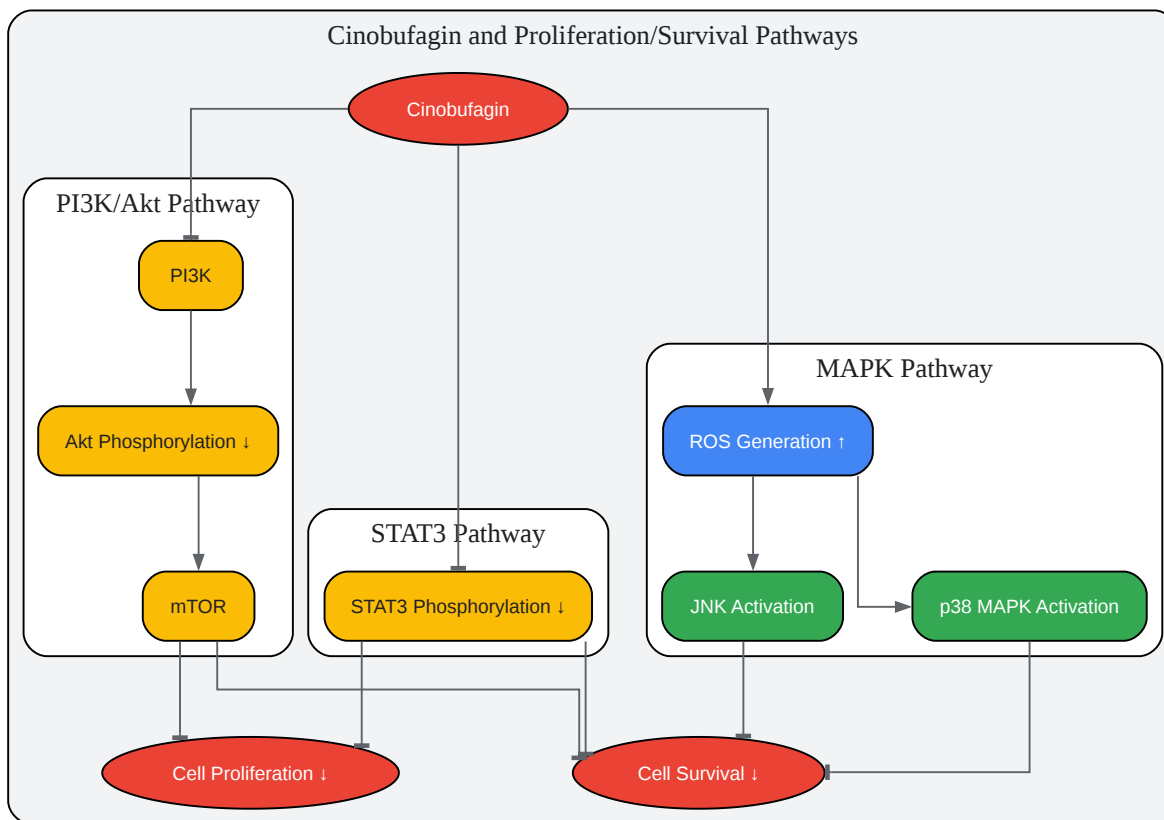 Cinobufagin and Proliferation/Survival Pathways
Cinobufagin
PI3K/Akt Pathway
PI3K
MAPK Pathway
Akt Phosphorylation ↓
ROS Generation ↑
STAT3 Pathway
mTOR
STAT3 Phosphorylation ↓
JNK Activation
p38 MAPK Activation
Cell Proliferation ↓
Cell Survival ↓